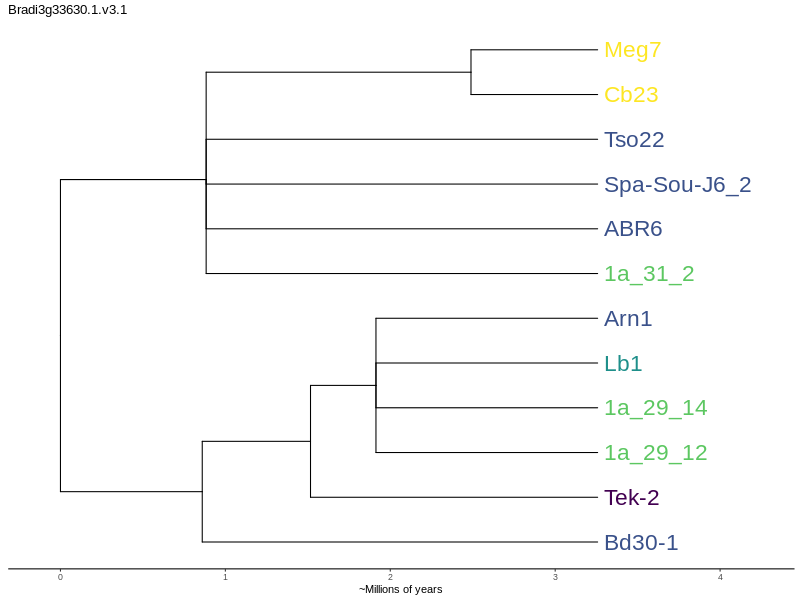 Bradi3g33630.1.v3.1
Meg7
Cb23
Tso22
Spa-Sou-J6_2
ABR6
1a_31_2
Arn1
Lb1
1a_29_14
1a_29_12
Tek-2
Bd30-1
0 1 2 3 4
~Millions of years